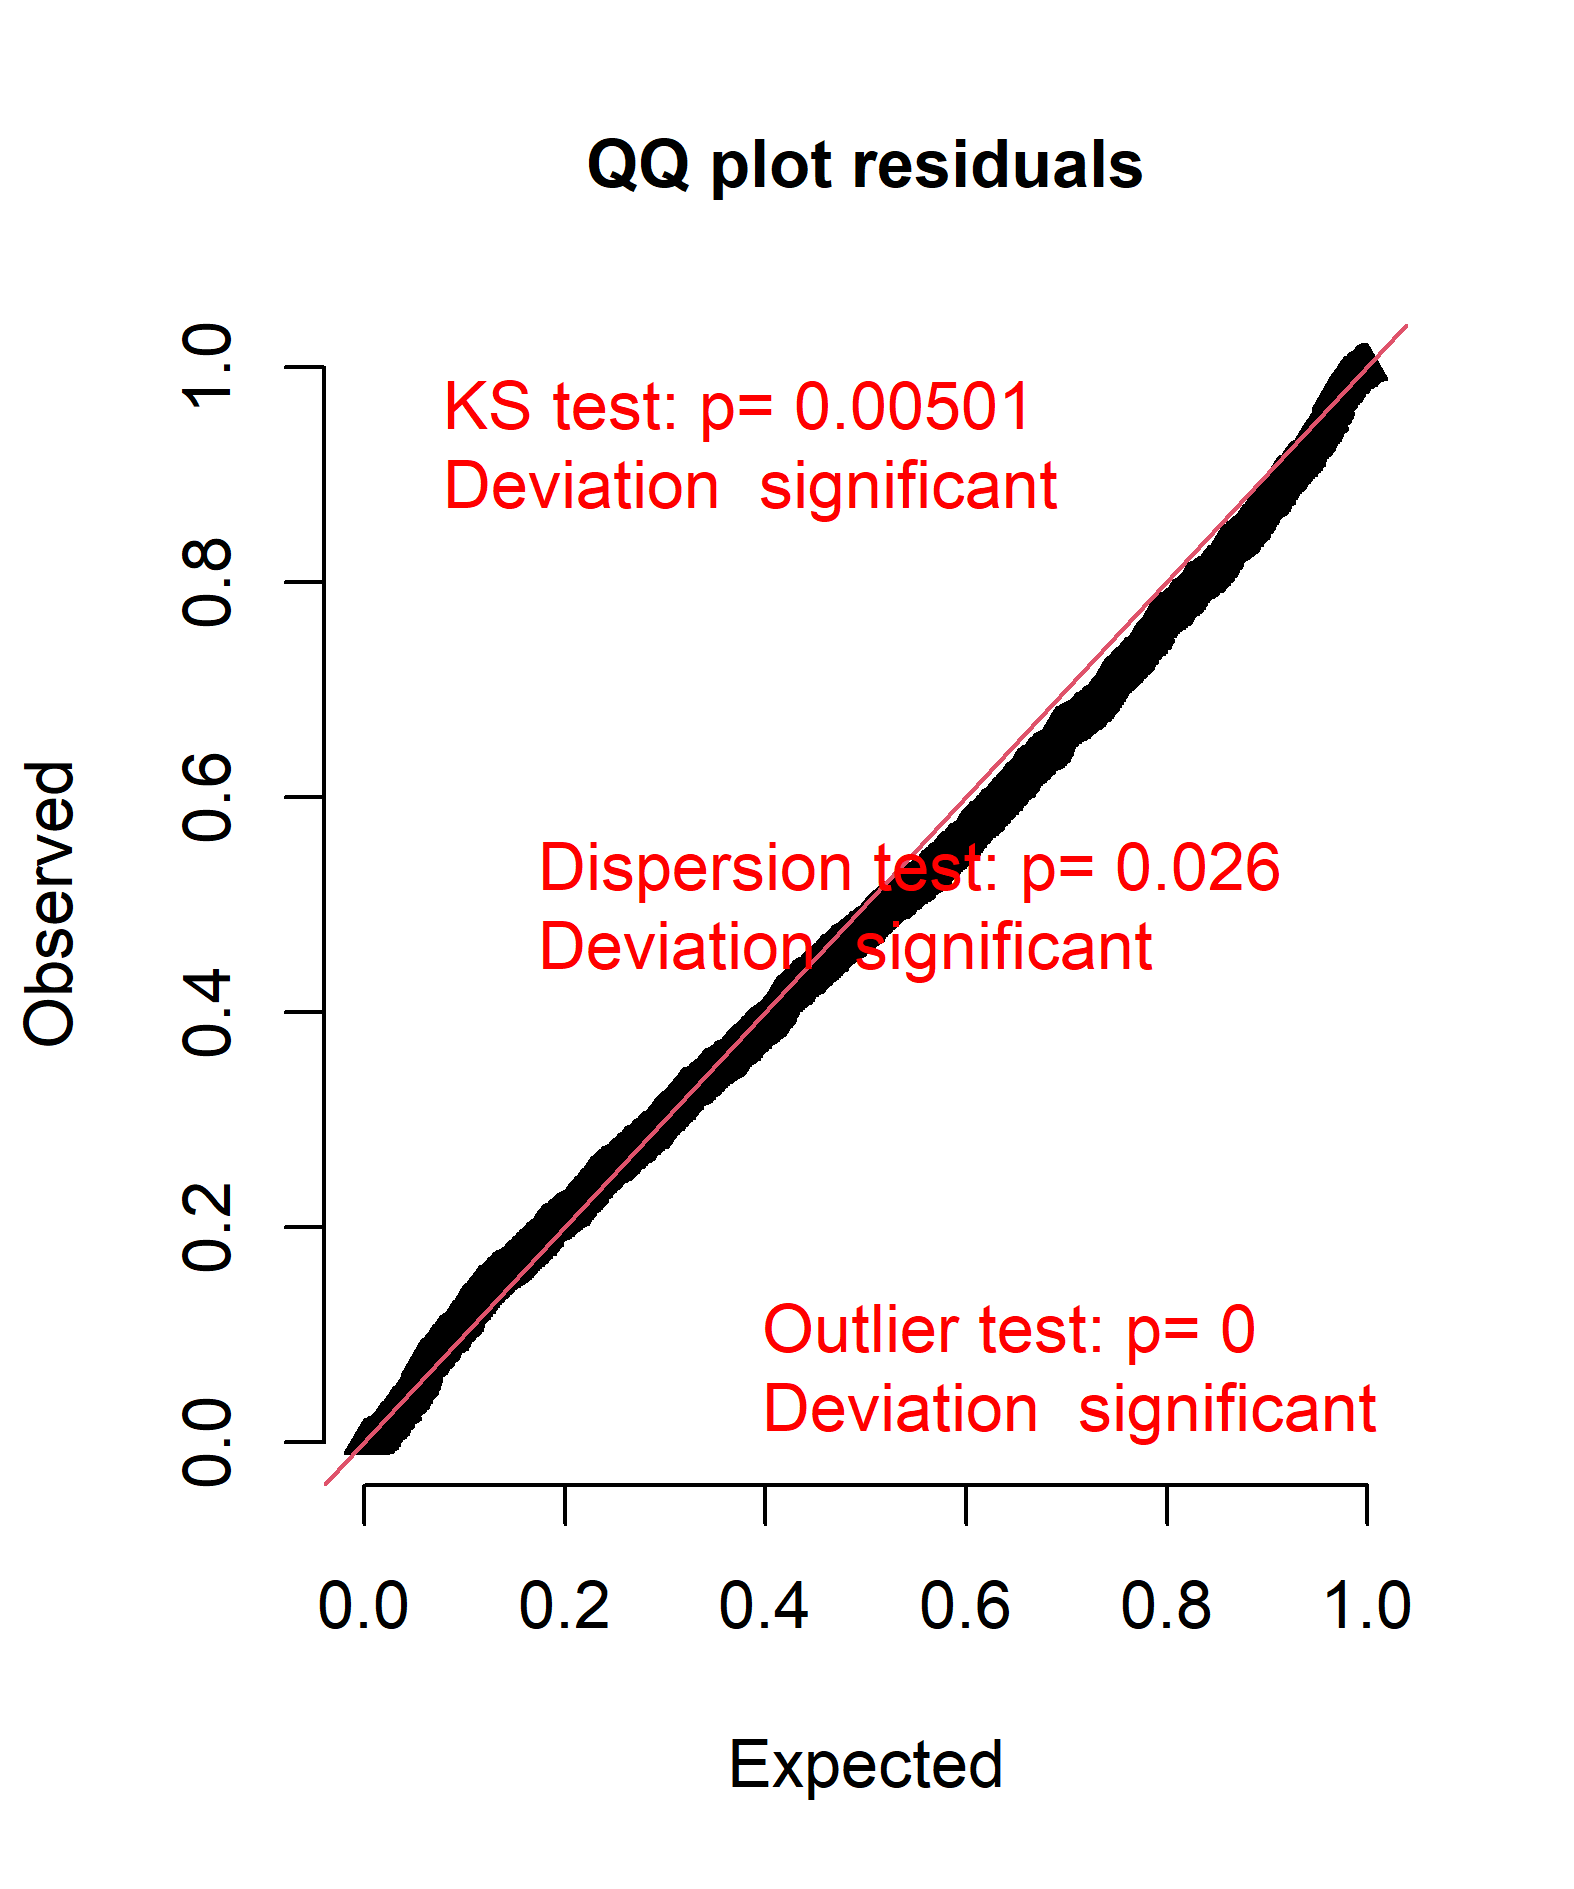 QQ plot residuals
KS test: p= 0.00501
Deviation  significant
Dispersion test: p= 0.026
Deviation  significant
Outlier test: p= 0
Deviation  significant
Observed
1.0
0.8
0.6
0.4
0.2
0.0
0.0 0.2 0.4 0.6 0.8 1.0
Expected